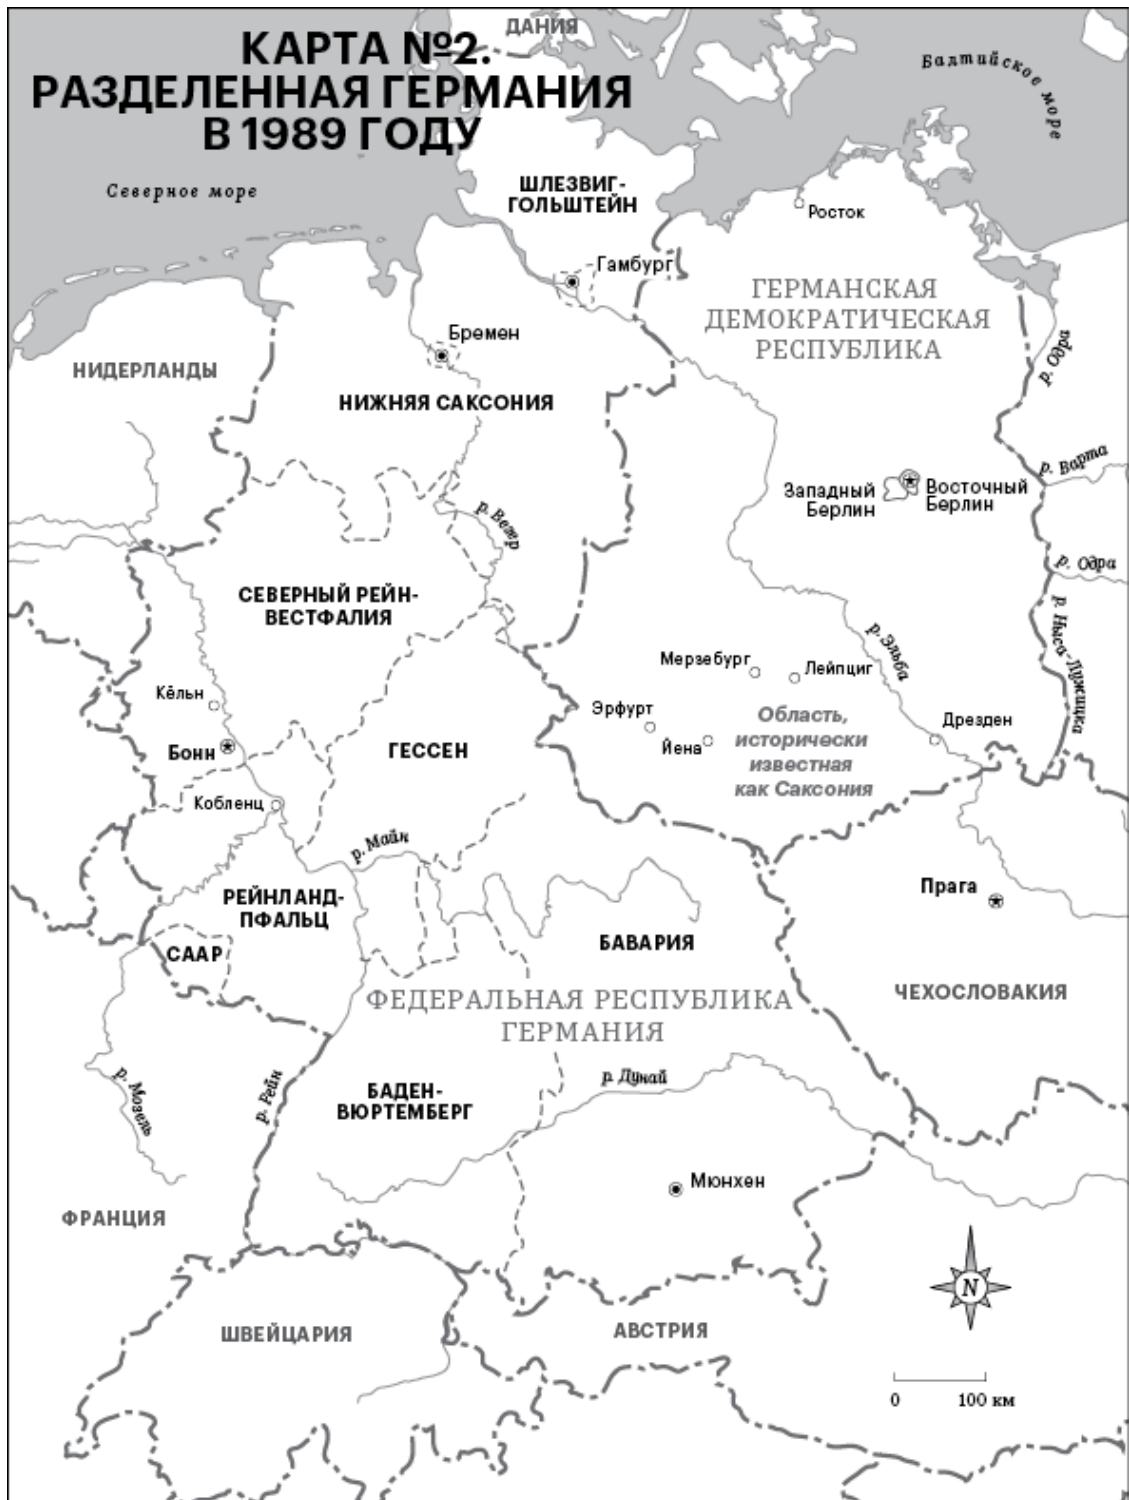 ДАНИЯ
КАРТА №2.
РАЗДЕЛЕННАЯ ГЕРМАНИЯ
В 1989 ГОДУ
Балтийское море
Северное море
ШЛЕЗВИГ-
ГОЛЬШТЕЙН
Росток
Гамбург
ГЕРМАНСКАЯ
ДЕМОКРАТИЧЕСКАЯ
РЕСПУБЛИКА
Бремен
р. Одра
НИДЕРЛАНДЫ
НИЖНЯЯ САКСОНИЯ
р. Варта
Западный
Берлин
Восточный
Берлин
р. Везер
р. Одра
СЕВЕРНЫЙ РЕЙН-
ВЕСТФАЛИЯ
р. Ныса-Лужицка
р. Эльба
Мерзебург
Лейпциг
Кёльн
Эрфурт
Йена
Область,
исторически
известная
как Саксония
Дрезден
Бонн
ГЕССЕН
Кобленц
р. Майн
РЕЙНЛАНД-
ПФАЛЬЦ
Прага
СААР
БАВАРИЯ
ЧЕХОСЛОВАКИЯ
ФЕДЕРАЛЬНАЯ РЕСПУБЛИКА
ГЕРМАНИЯ
р. Мозель
р. Рейн
р. Дунай
БАДЕН-
ВЮРТЕМБЕРГ
Мюнхен
ФРАНЦИЯ
N
ШВЕЙЦАРИЯ
АВСТРИЯ
0 100 км